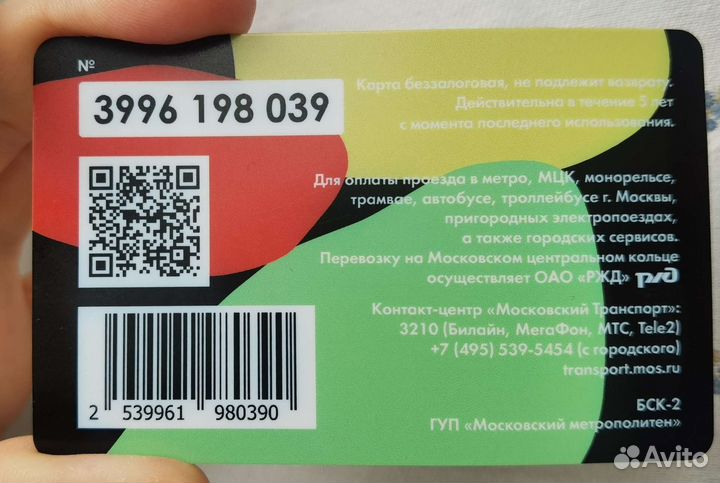 №
3996 198 039
Карта беззалоговая, не подлежит возврату.
Действительна в течение 5 лет
с момента последнего использования.
Для оплаты проезда в метро, МЦК, монорельсе,
трамвае, автобусе, троллейбусе г. Москвы,
пригородных электропоездах,
а также городских сервисов.
Перевозку на Московском центральном кольце
осуществляет ОАО «РЖД» РЖД
Контакт-центр «Московский Транспорт»:
3210 (Билайн, МегаФон, МТС, Tele2)
+7 (495) 539-5454 (с городского)
transport.mos.ru
2 539961 980390
БСК-2
ГУП «Московский метрополитен»
Avito